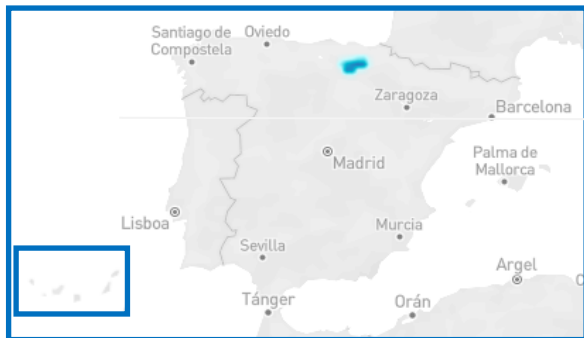 Santiago de
Compostela
Oviedo
Zaragoza
Barcelona
Madrid
Palma de
Mallorca
Lisboa
Murcia
Sevilla
Argel
Tánger
Orán